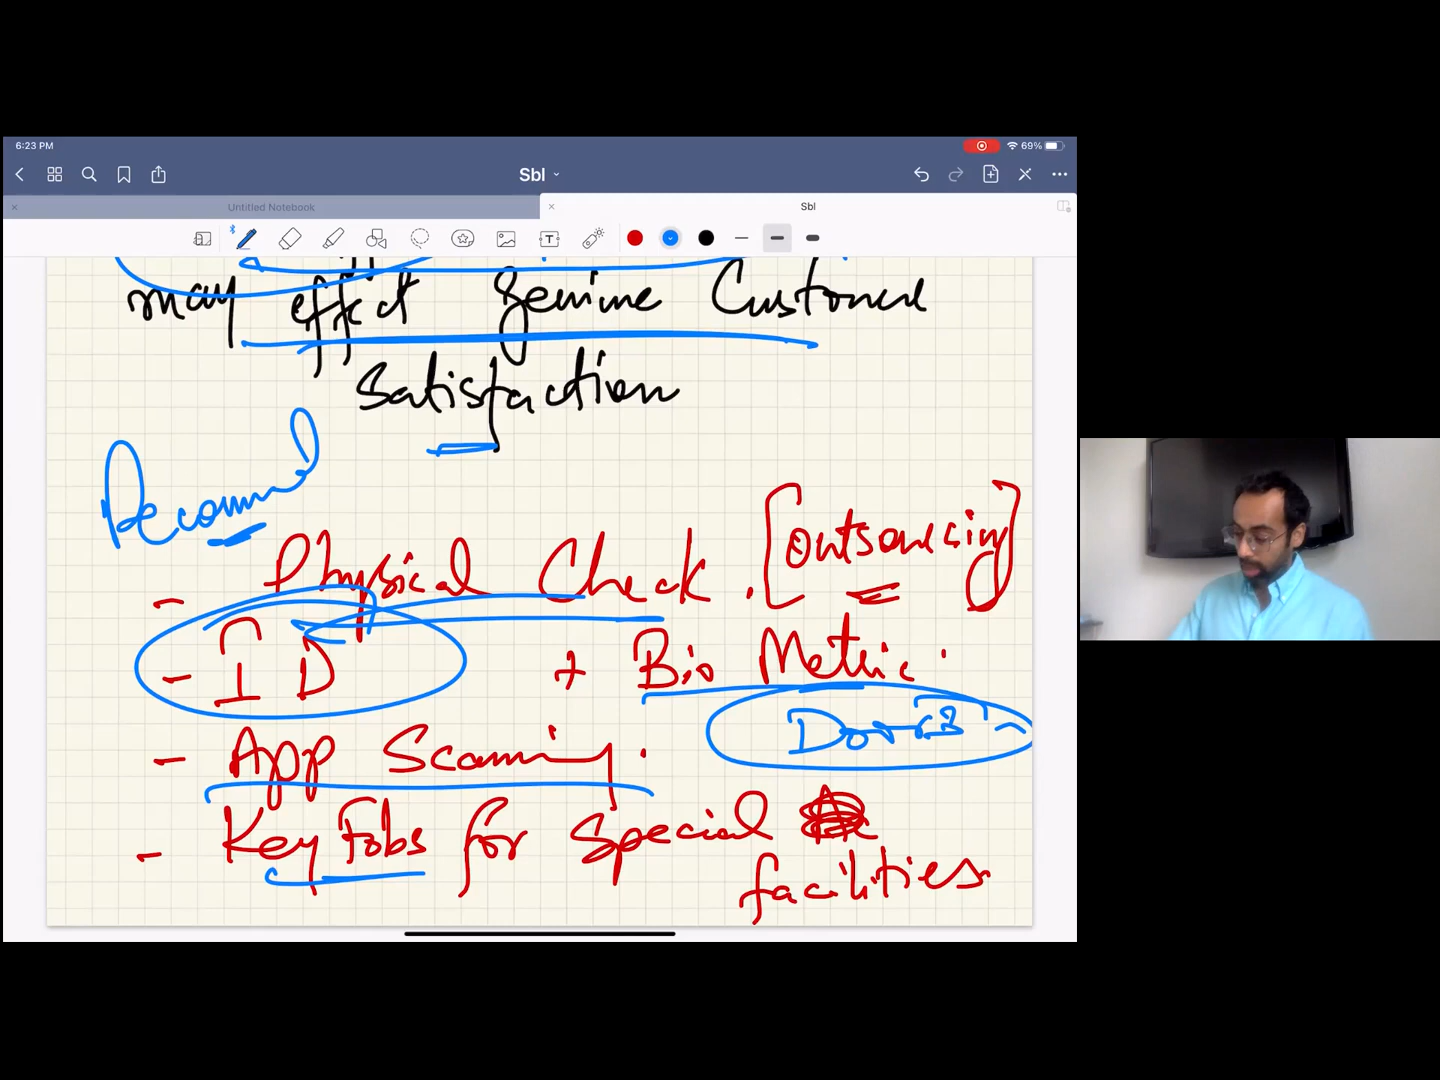 6:23 PM
69%
Sbl
Untitled Notebook
Sbl
may effect genuine Customer
Satisfaction
Recommend
- Physical Check. [Outsourcing]
- ID + Bio Metric.
- App Scanning.
- Key Fobs for Special
facilities.